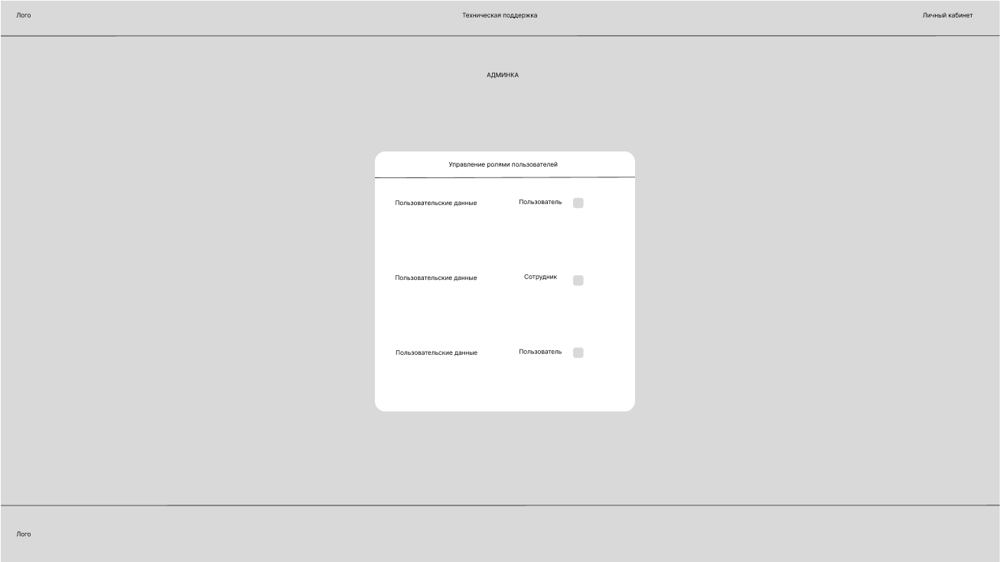 Лого
Техническая поддержка
Личный кабинет
АДМИНКА
Управление ролями пользователей
Пользовательские данные
Пользователь
Пользовательские данные
Сотрудник
Пользовательские данные
Пользователь
Лого